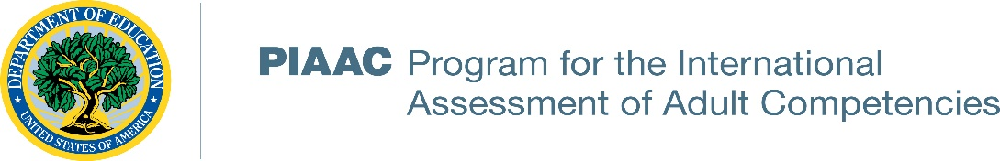 DEPARTMENT OF EDUCATION
UNITED STATES OF AMERICA
PIAAC Program for the International
Assessment of Adult Competencies